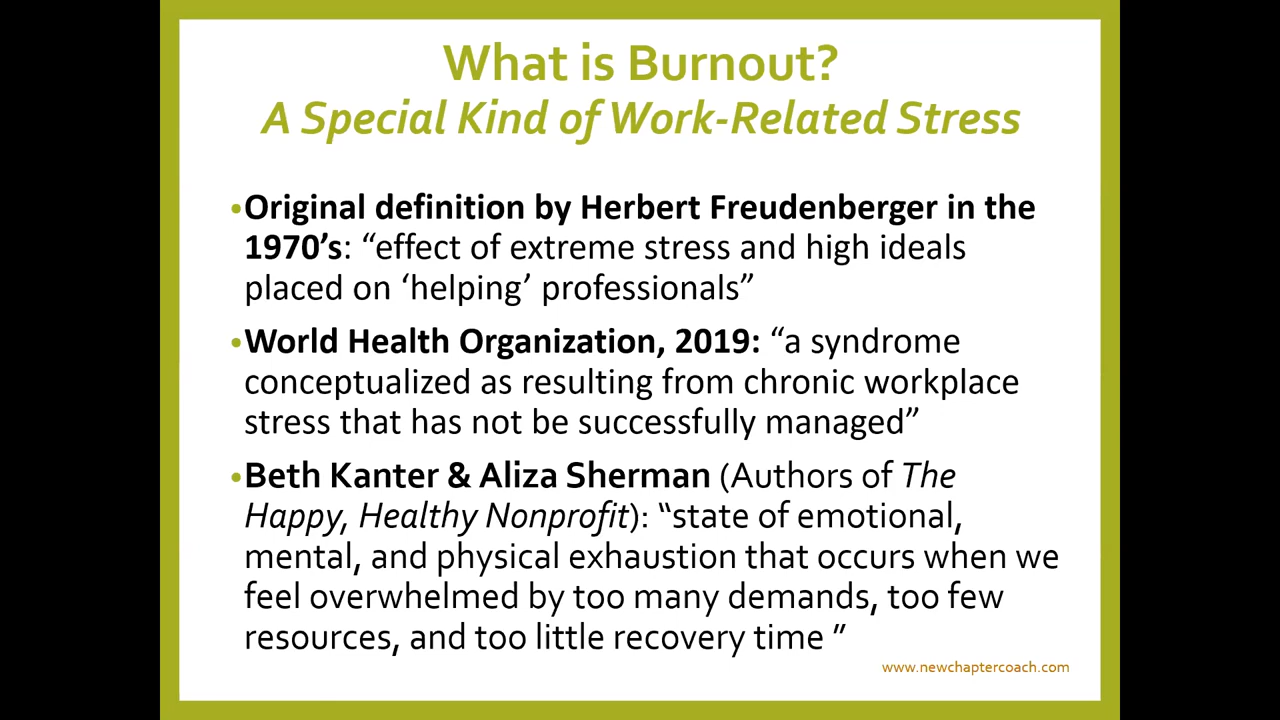 What is Burnout?
A Special Kind of Work-Related Stress
•Original definition by Herbert Freudenberger in the
1970’s: “effect of extreme stress and high ideals
placed on ‘helping’ professionals”
•World Health Organization, 2019: “a syndrome
conceptualized as resulting from chronic workplace
stress that has not be successfully managed”
•Beth Kanter & Aliza Sherman (Authors of The
Happy, Healthy Nonprofit): “state of emotional,
mental, and physical exhaustion that occurs when we
feel overwhelmed by too many demands, too few
resources, and too little recovery time ”
www.newchaptercoach.com